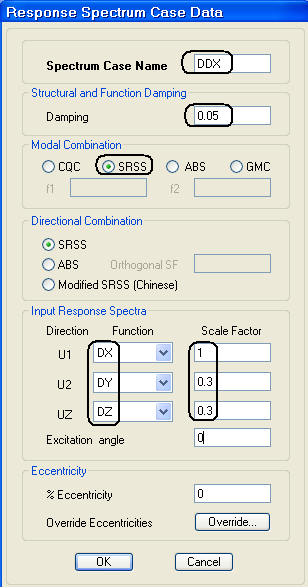 Response Spectrum Case Data
Spectrum Case Name DDX
Structural and Function Damping
Damping 0.05
Modal Combination
CQC SRSS ABS GMC
f1 f2
Directional Combination
SRSS
ABS Orthogonal SF
Modified SRSS (Chinese)
Input Response Spectra
Direction Function Scale Factor
U1 DX 1
U2 DY 0.3
UZ DZ 0.3
Excitation angle 0
Eccentricity
% Eccentricity 0
Override Eccentricities Override...
OK Cancel